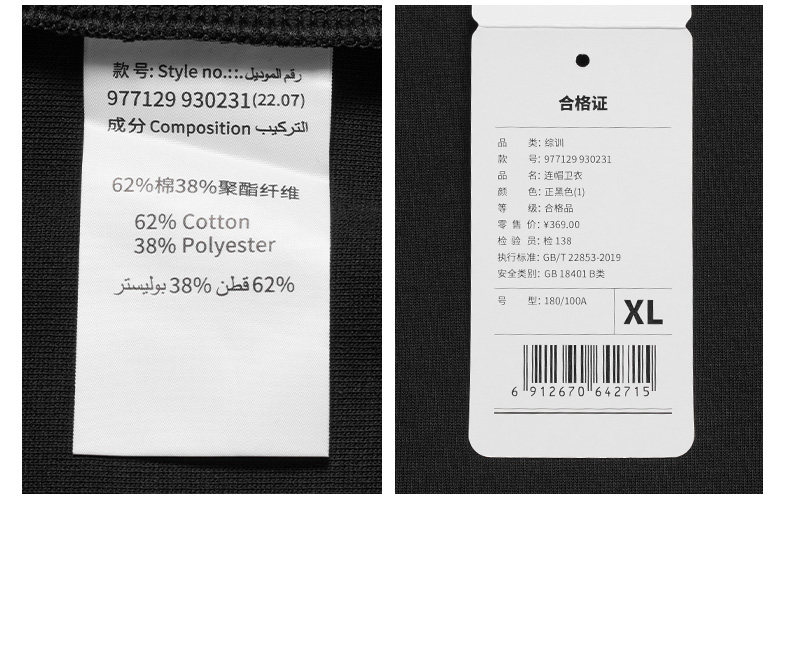 款号: Style no.::.رقم الموديل
977129 930231(22.07)
成分 Composition التركيب
62%棉38%聚酯纤维
62% Cotton
38% Polyester
62% قطن 38% بوليستر
合格证
品 类: 综训
款 号: 977129 930231
品 名: 连帽卫衣
颜 色: 正黑色(1)
等 级: 合格品
零 售 价: ¥369.00
检 验 员: 检 138
执行标准: GB/T 22853-2019
安全类别: GB 18401 B类
号 型: 180/100A
XL
6 912670 642715